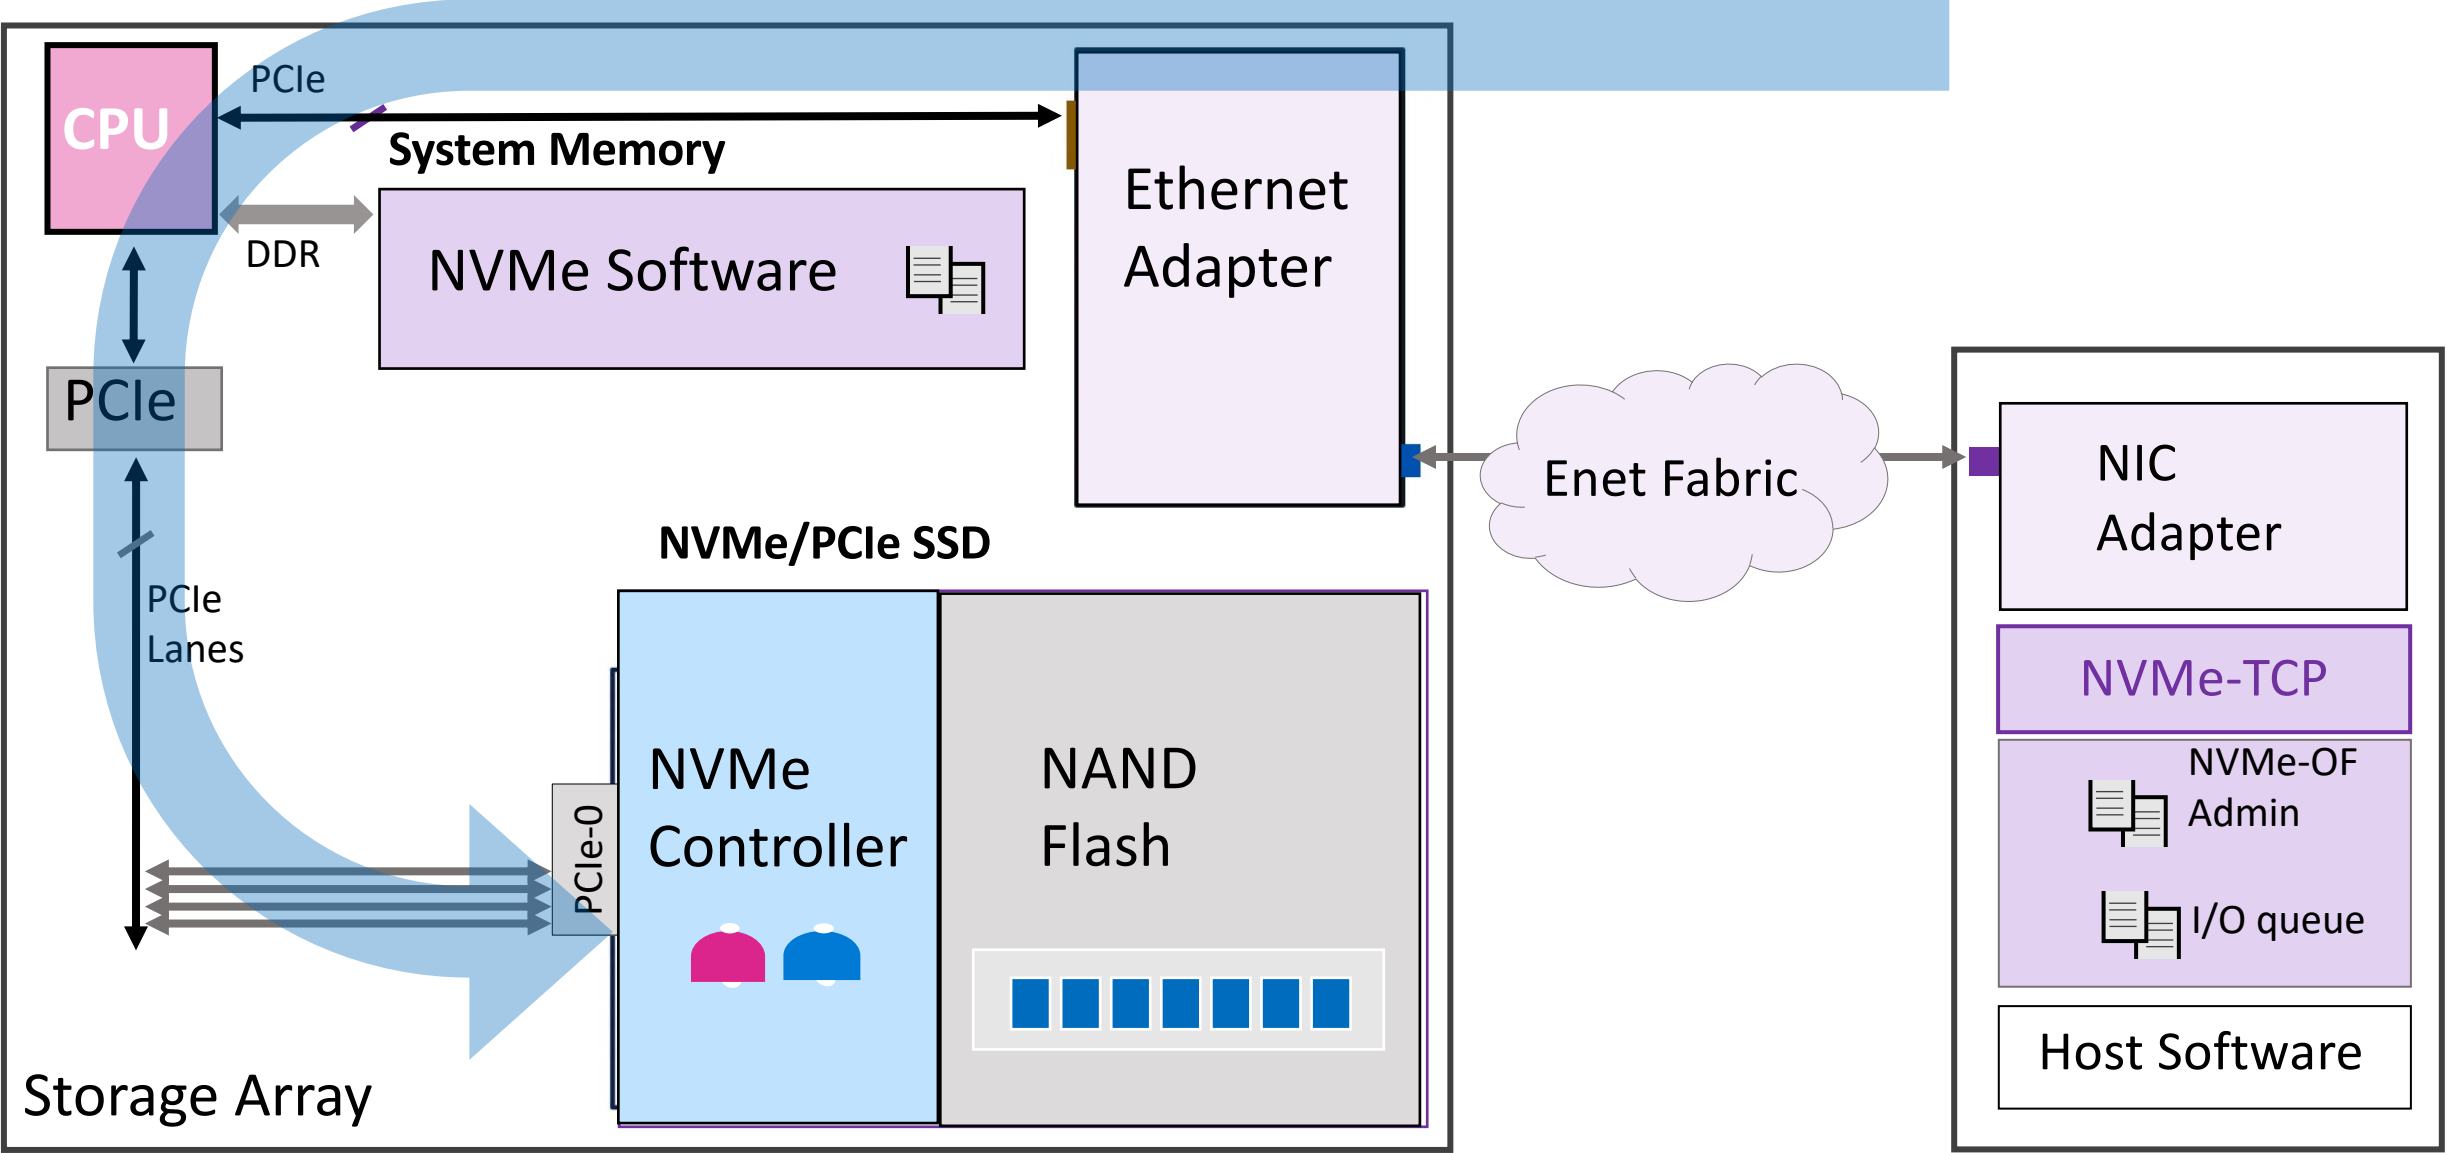 PCIe
CPU
System Memory
Ethernet
Adapter
DDR
NVMe Software
PCIe
Enet Fabric
NIC
Adapter
NVMe/PCIe SSD
PCIe
Lanes
NVMe-TCP
NVMe
Controller
NAND
Flash
NVMe-OF
Admin
PCIe-0
I/O queue
Host Software
Storage Array